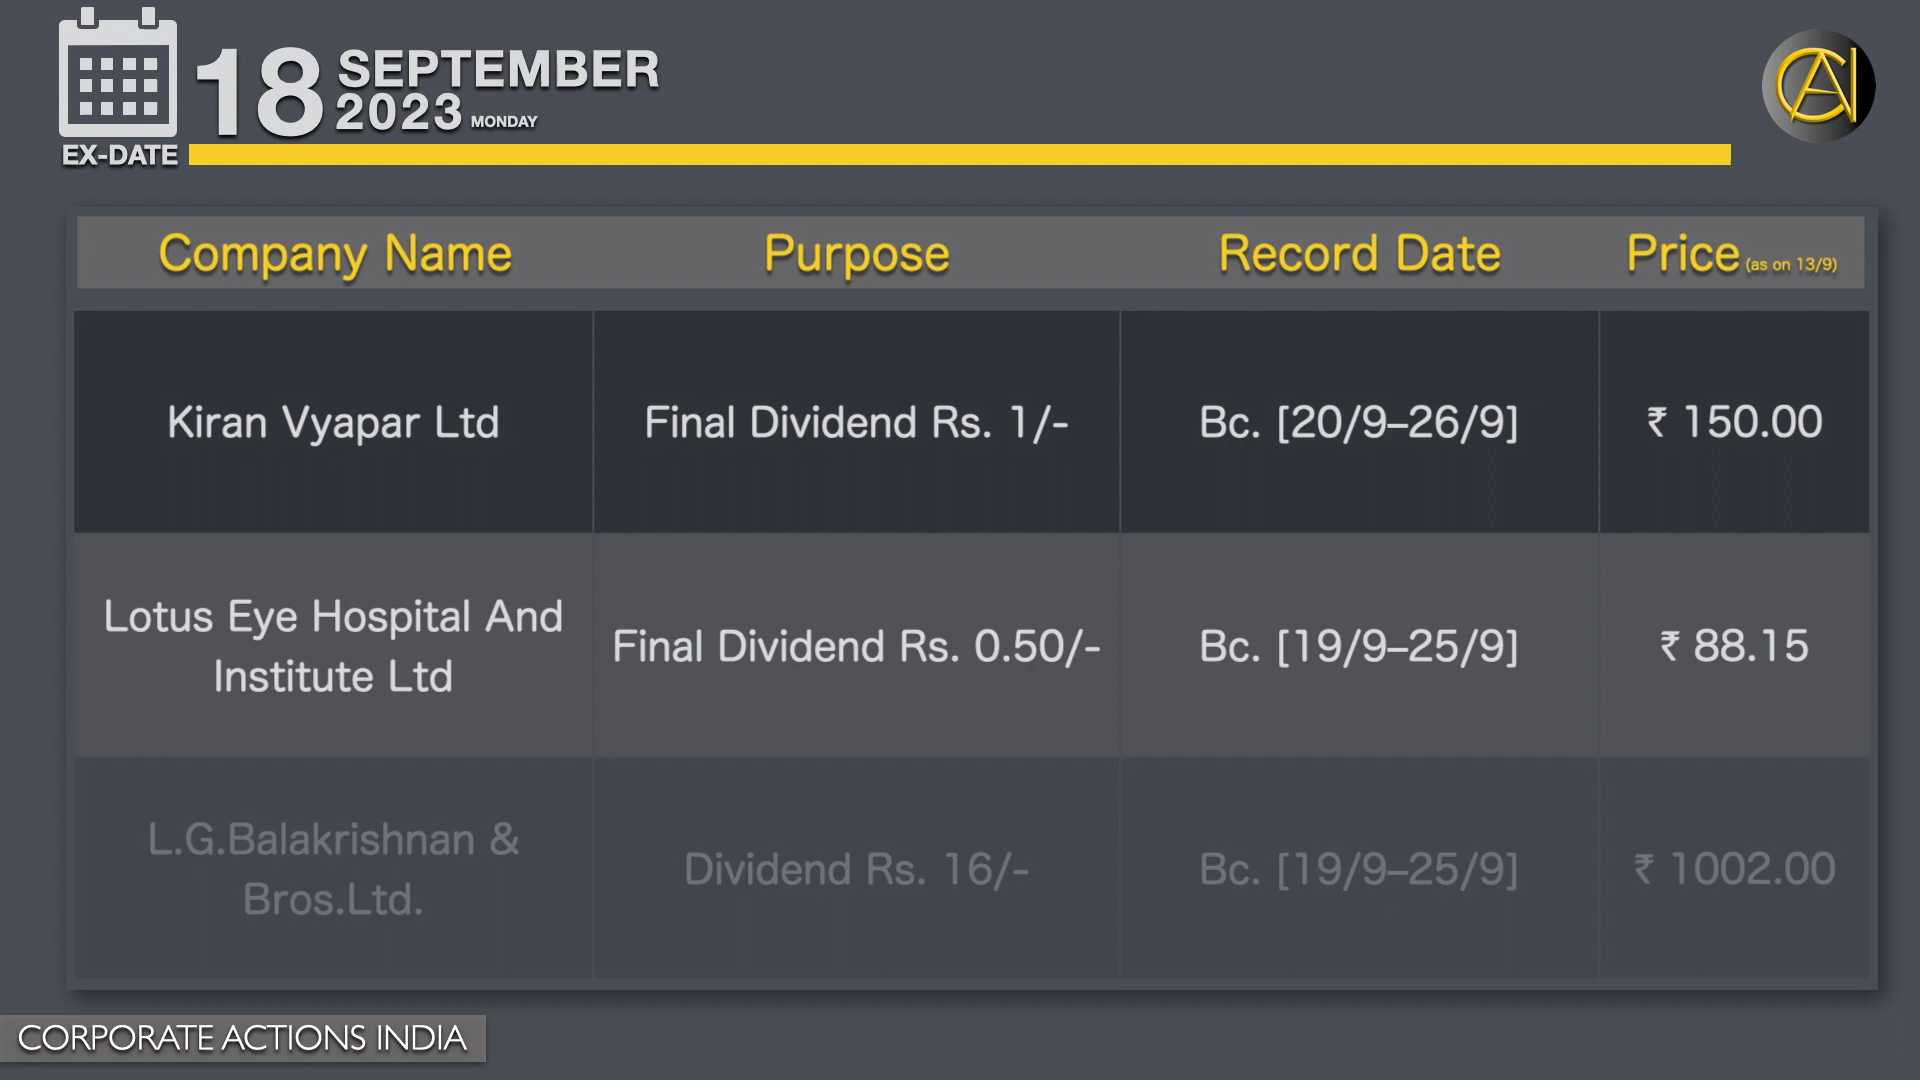 18 SEPTEMBER
2023 MONDAY
EX-DATE
CAI
Company Name Purpose Record Date Price (as on 13/9)
Kiran Vyapar Ltd Final Dividend Rs. 1/- Bc. [20/9–26/9] ₹ 150.00
Lotus Eye Hospital And
Institute Ltd Final Dividend Rs. 0.50/- Bc. [19/9–25/9] ₹ 88.15
L.G.Balakrishnan &
Bros.Ltd. Dividend Rs. 16/- Bc. [19/9–25/9] ₹ 1002.00
CORPORATE ACTIONS INDIA